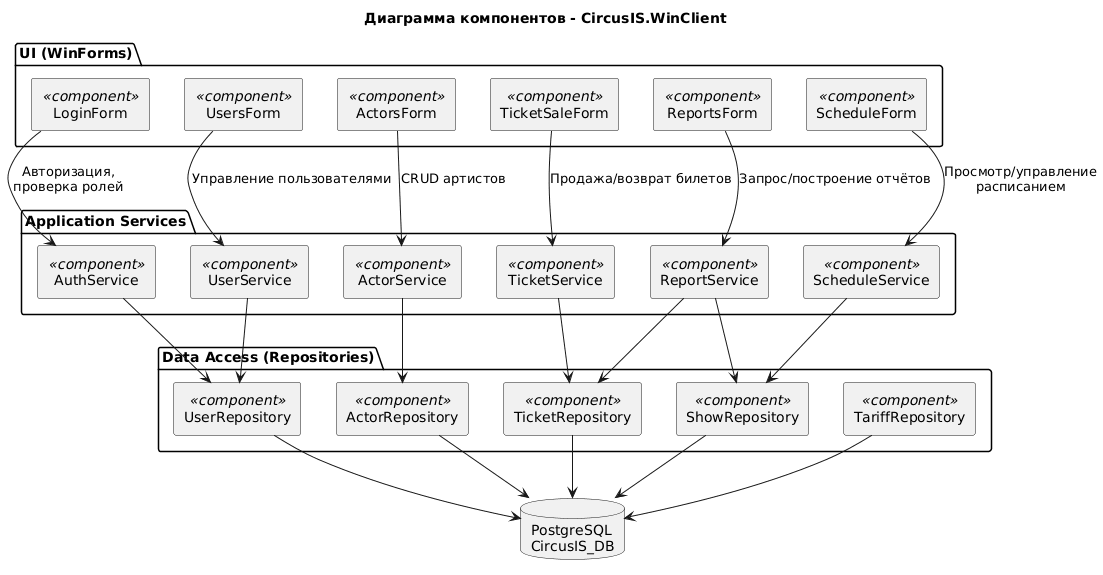 Диаграмма компонентов - CircusIS.WinClient
UI (WinForms)
«component»
LoginForm
«component»
UsersForm
«component»
ActorsForm
«component»
TicketSaleForm
«component»
ReportsForm
«component»
ScheduleForm
Авторизация,
проверка ролей
Управление пользователями
CRUD артистов
Продажа/возврат билетов
Запрос/построение отчётов
Просмотр/управление
расписанием
Application Services
«component»
AuthService
«component»
UserService
«component»
ActorService
«component»
TicketService
«component»
ReportService
«component»
ScheduleService
Data Access (Repositories)
«component»
UserRepository
«component»
ActorRepository
«component»
TicketRepository
«component»
ShowRepository
«component»
TariffRepository
PostgreSQL
CircusIS_DB